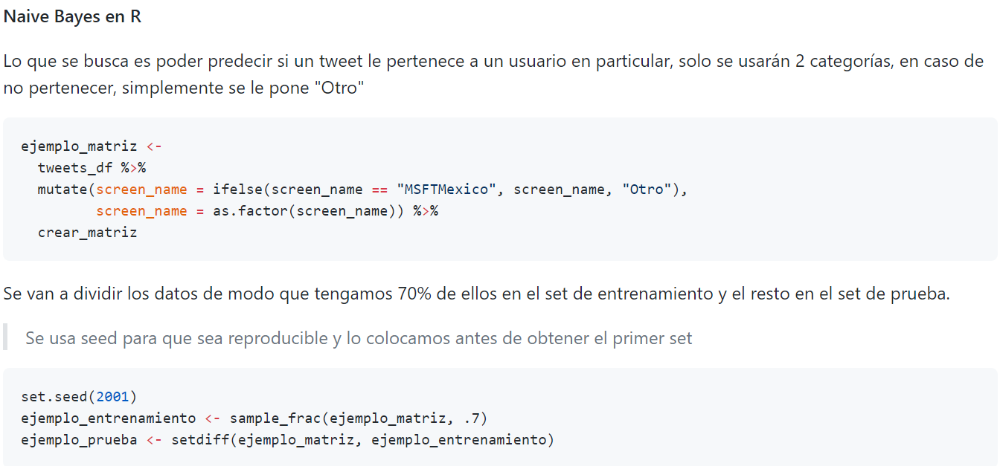 Naive Bayes en R
Lo que se busca es poder predecir si un tweet le pertenece a un usuario en particular, solo se usarán 2 categorías, en caso de
no pertenecer, simplemente se le pone "Otro"
ejemplo_matriz <-
  tweets_df %>%
  mutate(screen_name = ifelse(screen_name == "MSFTMexico", screen_name, "Otro"),
         screen_name = as.factor(screen_name)) %>%
  crear_matriz
Se van a dividir los datos de modo que tengamos 70% de ellos en el set de entrenamiento y el resto en el set de prueba.
Se usa seed para que sea reproducible y lo colocamos antes de obtener el primer set
set.seed(2001)
ejemplo_entrenamiento <- sample_frac(ejemplo_matriz, .7)
ejemplo_prueba <- setdiff(ejemplo_matriz, ejemplo_entrenamiento)